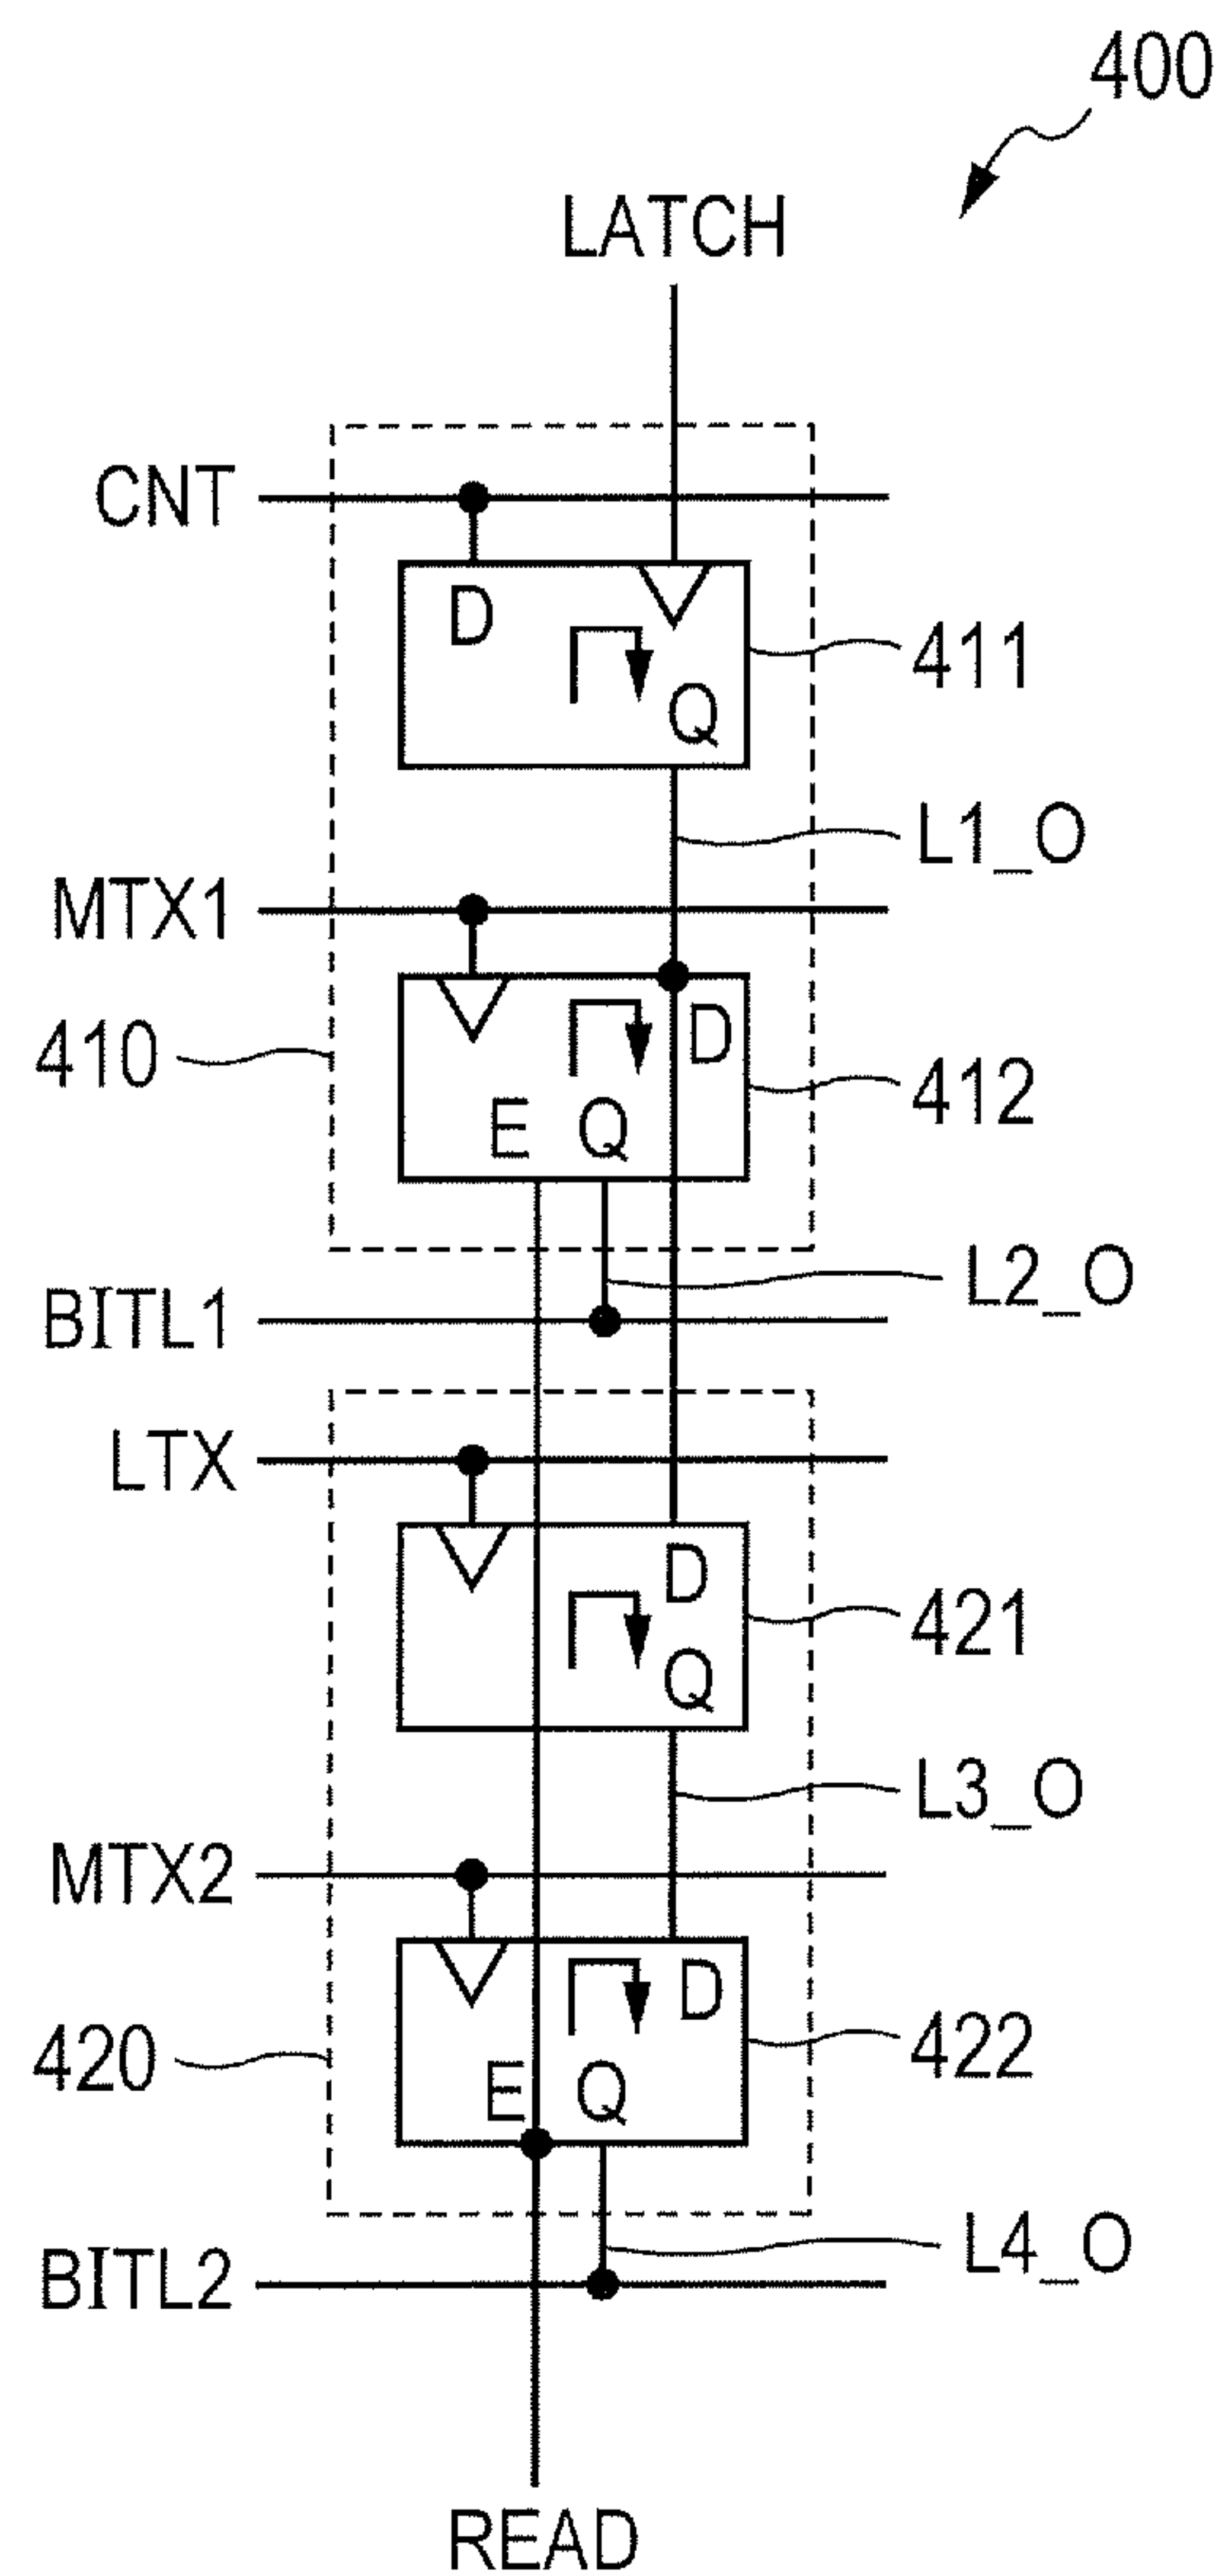 400
LATCH
CNT
D
411
Q
L1_O
MTX1
D
410
412
E Q
L2_O
BITL1
LTX
D
421
Q
L3_O
MTX2
D
420
422
E Q
L4_O
BITL2
READ